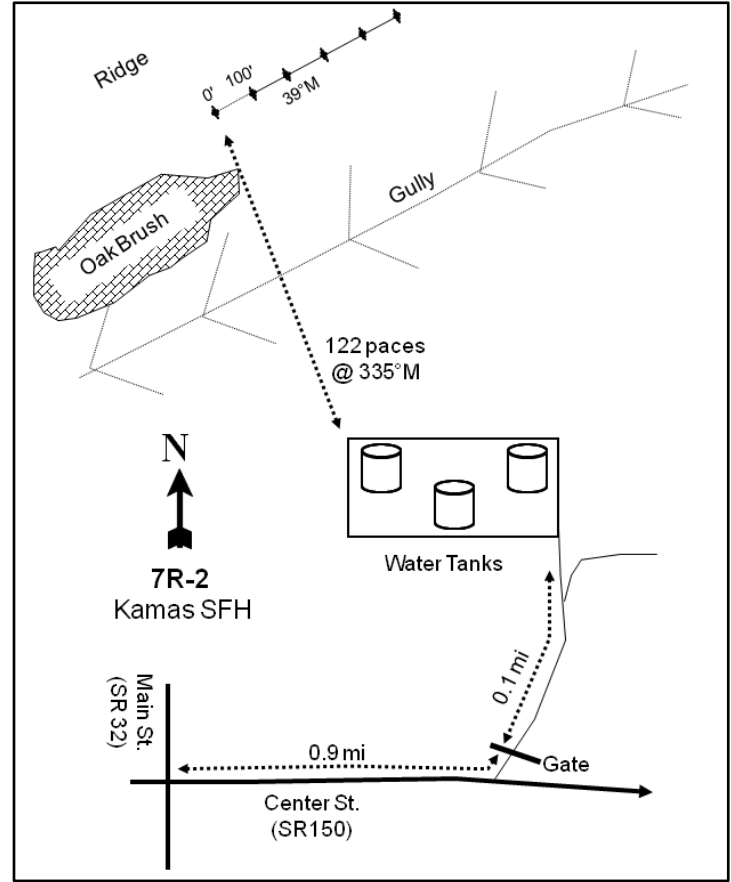 Ridge
0'
100'
39°M
Oak Brush
Gully
122 paces
@ 335°M
N
7R-2
Kamas SFH
Water Tanks
Main St.
(SR 32)
0.1 mi
0.9 mi
Gate
Center St.
(SR150)